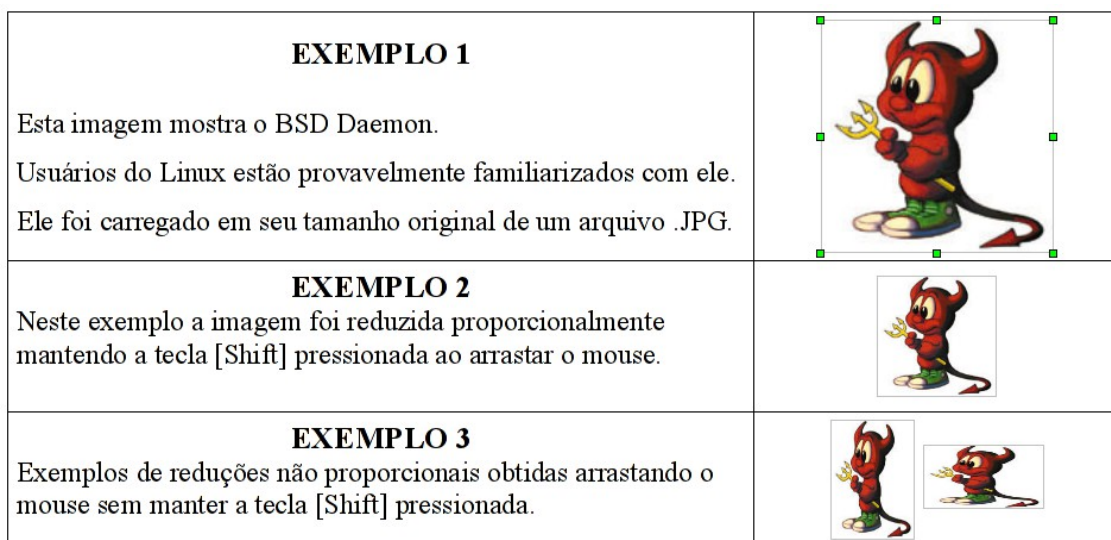 EXEMPLO 1
Esta imagem mostra o BSD Daemon.
Usuários do Linux estão provavelmente familiarizados com ele.
Ele foi carregado em seu tamanho original de um arquivo .JPG.
EXEMPLO 2
Neste exemplo a imagem foi reduzida proporcionalmente
mantendo a tecla [Shift] pressionada ao arrastar o mouse.
EXEMPLO 3
Exemplos de reduções não proporcionais obtidas arrastando o
mouse sem manter a tecla [Shift] pressionada.